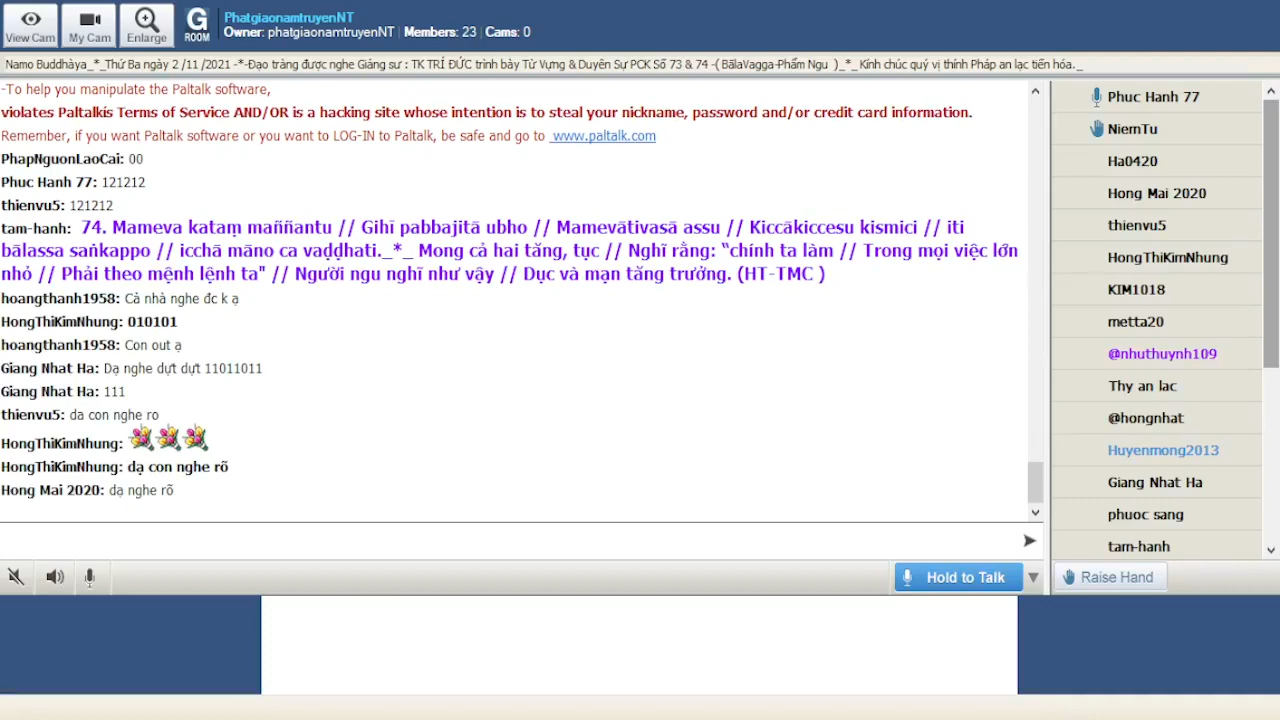 PhatgiaonamtruyenNT
Owner: phatgiaonamtruyenNT | Members: 23 | Cams: 0
View Cam
My Cam
Enlarge
G
ROOM
Namo Buddhàya_*_Thứ Ba ngày 2 /11 /2021 -*-Đạo tràng được nghe Giảng sư : TK TRÍ ĐỨC trình bày Từ Vựng & Duyên Sự PCK Số 73 & 74 -( BālaVagga-Phẩm Ngu )_*_ Kính chúc quý vị thính Pháp an lạc tiến hóa._
-To help you manipulate the Paltalk software,
violates Paltalkís Terms of Service AND/OR is a hacking site whose intention is to steal your nickname, password and/or credit card information.
Remember, if you want Paltalk software or you want to LOG-IN to Paltalk, be safe and go to www.paltalk.com
PhapNguonLaoCai: 00
Phuc Hanh 77: 121212
thienvu5: 121212
tam-hanh: 74. Mameva kataṃ maññantu // Gihī pabbajitā ubho // Mamevātivasā assu // Kiccākiccesu kismici // iti
bālassa saṅkappo // icchā māno ca vaḍḍhati._*_ Mong cả hai tăng, tục // Nghĩ rằng: “chính ta làm // Trong mọi việc lớn
nhỏ // Phải theo mệnh lệnh ta" // Người ngu nghĩ như vậy // Dục và mạn tăng trưởng. (HT-TMC )
hoangthanh1958: Cả nhà nghe đc k ạ
HongThiKimNhung: 010101
hoangthanh1958: Con out ạ
Giang Nhat Ha: Dạ nghe dựt dựt 11011011
Giang Nhat Ha: 111
thienvu5: da con nghe ro
HongThiKimNhung:
HongThiKimNhung: dạ con nghe rõ
Hong Mai 2020: dạ nghe rõ
Hold to Talk
Phuc Hanh 77
NiemTu
Ha0420
Hong Mai 2020
thienvu5
HongThiKimNhung
KIM1018
metta20
@nhuthuynh109
Thy an lac
@hongnhat
Huyenmong2013
Giang Nhat Ha
phuoc sang
tam-hanh
Raise Hand